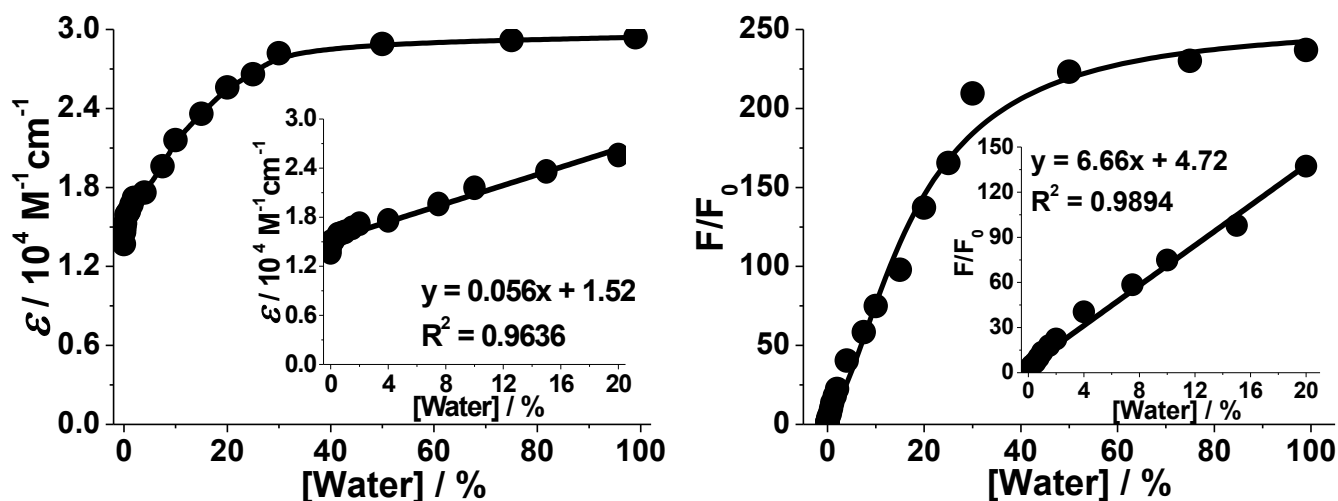 ε / 10⁴ M⁻¹cm⁻¹
3.0
2.4
1.8
1.2
0.6
0.0
0 20 40 60 80 100
[Water] / %
ε / 10⁴ M⁻¹cm⁻¹
3.0
2.4
1.8
1.2
0.6
0.0
y = 0.056x + 1.52
R² = 0.9636
0 4 8 12 16 20
[Water] / %
F/F₀
250
200
150
100
50
0
0 20 40 60 80 100
[Water] / %
F/F₀
150
120
90
60
30
0
y = 6.66x + 4.72
R² = 0.9894
0 4 8 12 16 20
[Water] / %